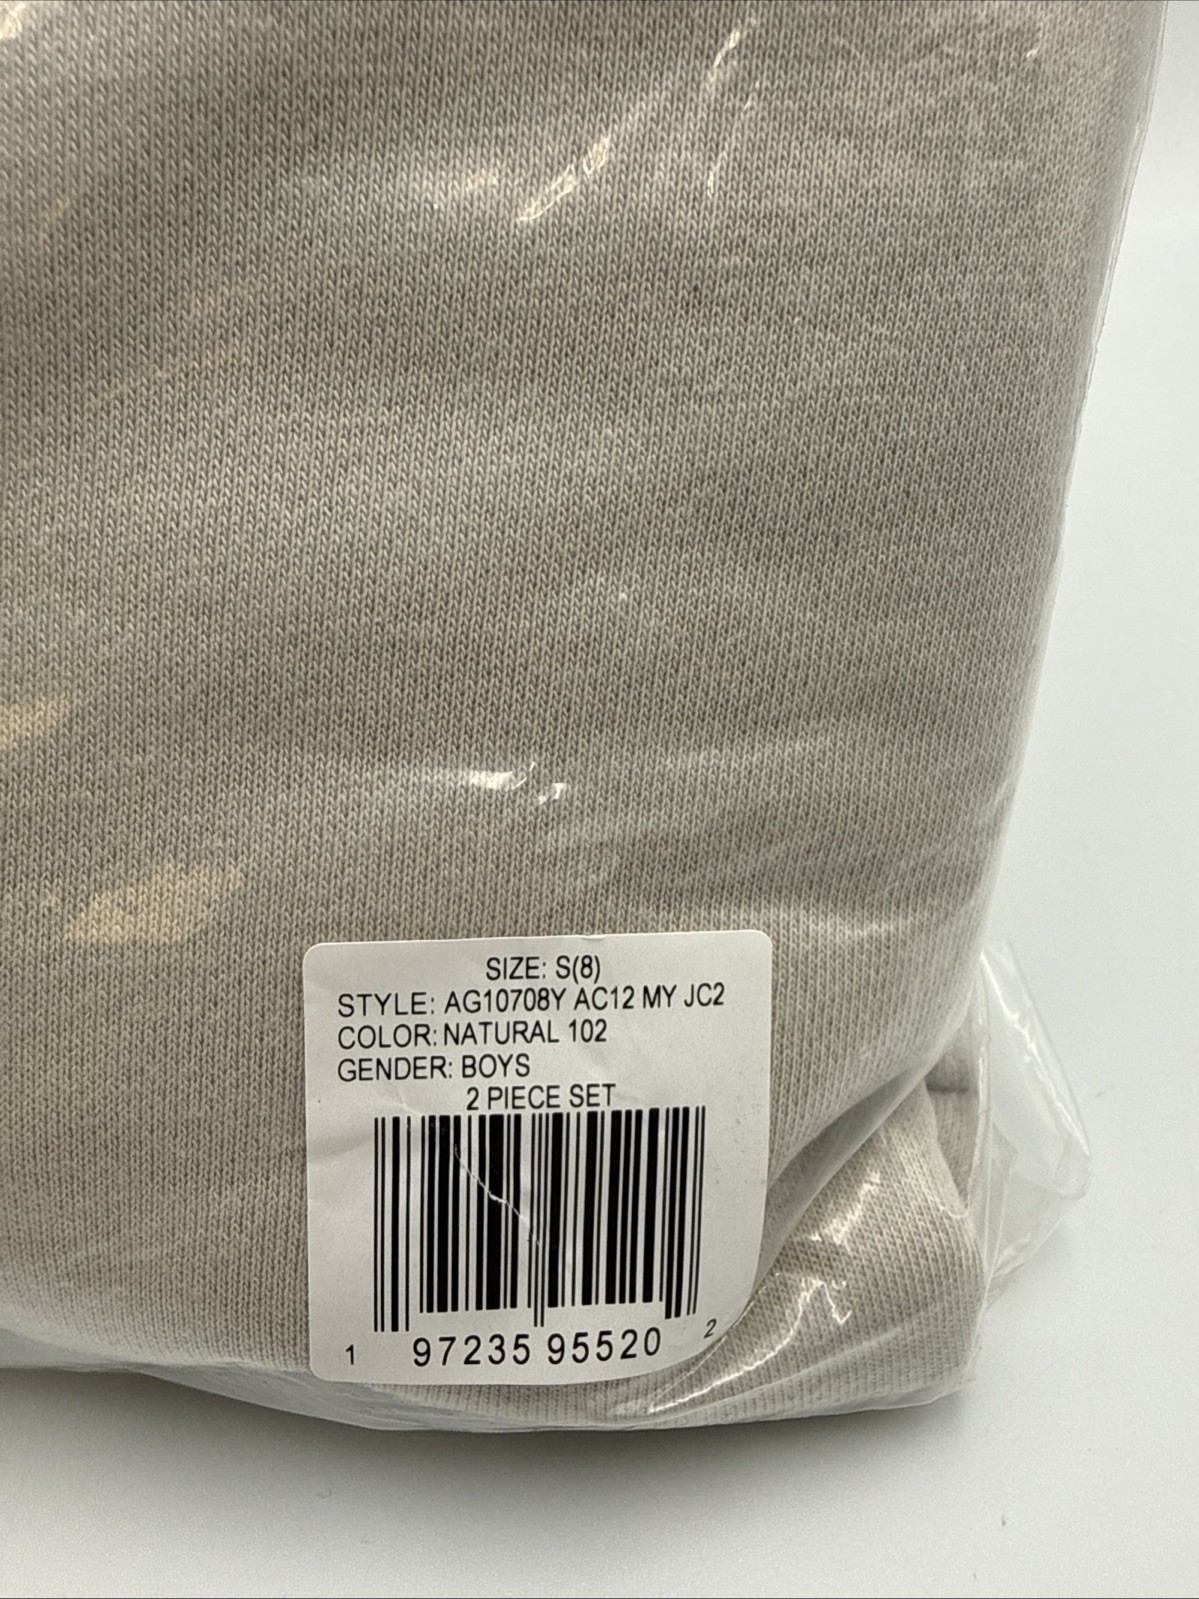 SIZE: S(8)
STYLE: AG10708Y AC12 MY JC2
COLOR: NATURAL 102
GENDER: BOYS
2 PIECE SET
1 97235 95520 2